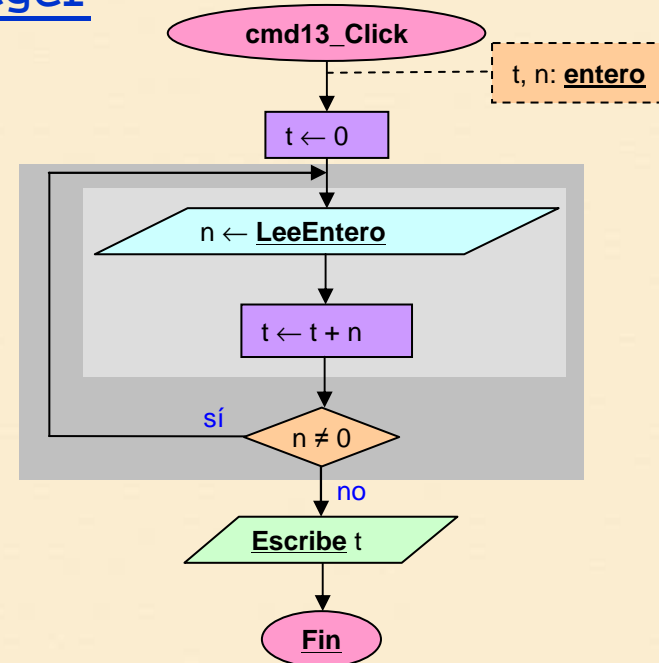 cmd13_Click
t, n: entero
t ← 0
n ← LeeEntero
t ← t + n
sí
n ≠ 0
no
Escribe t
Fin